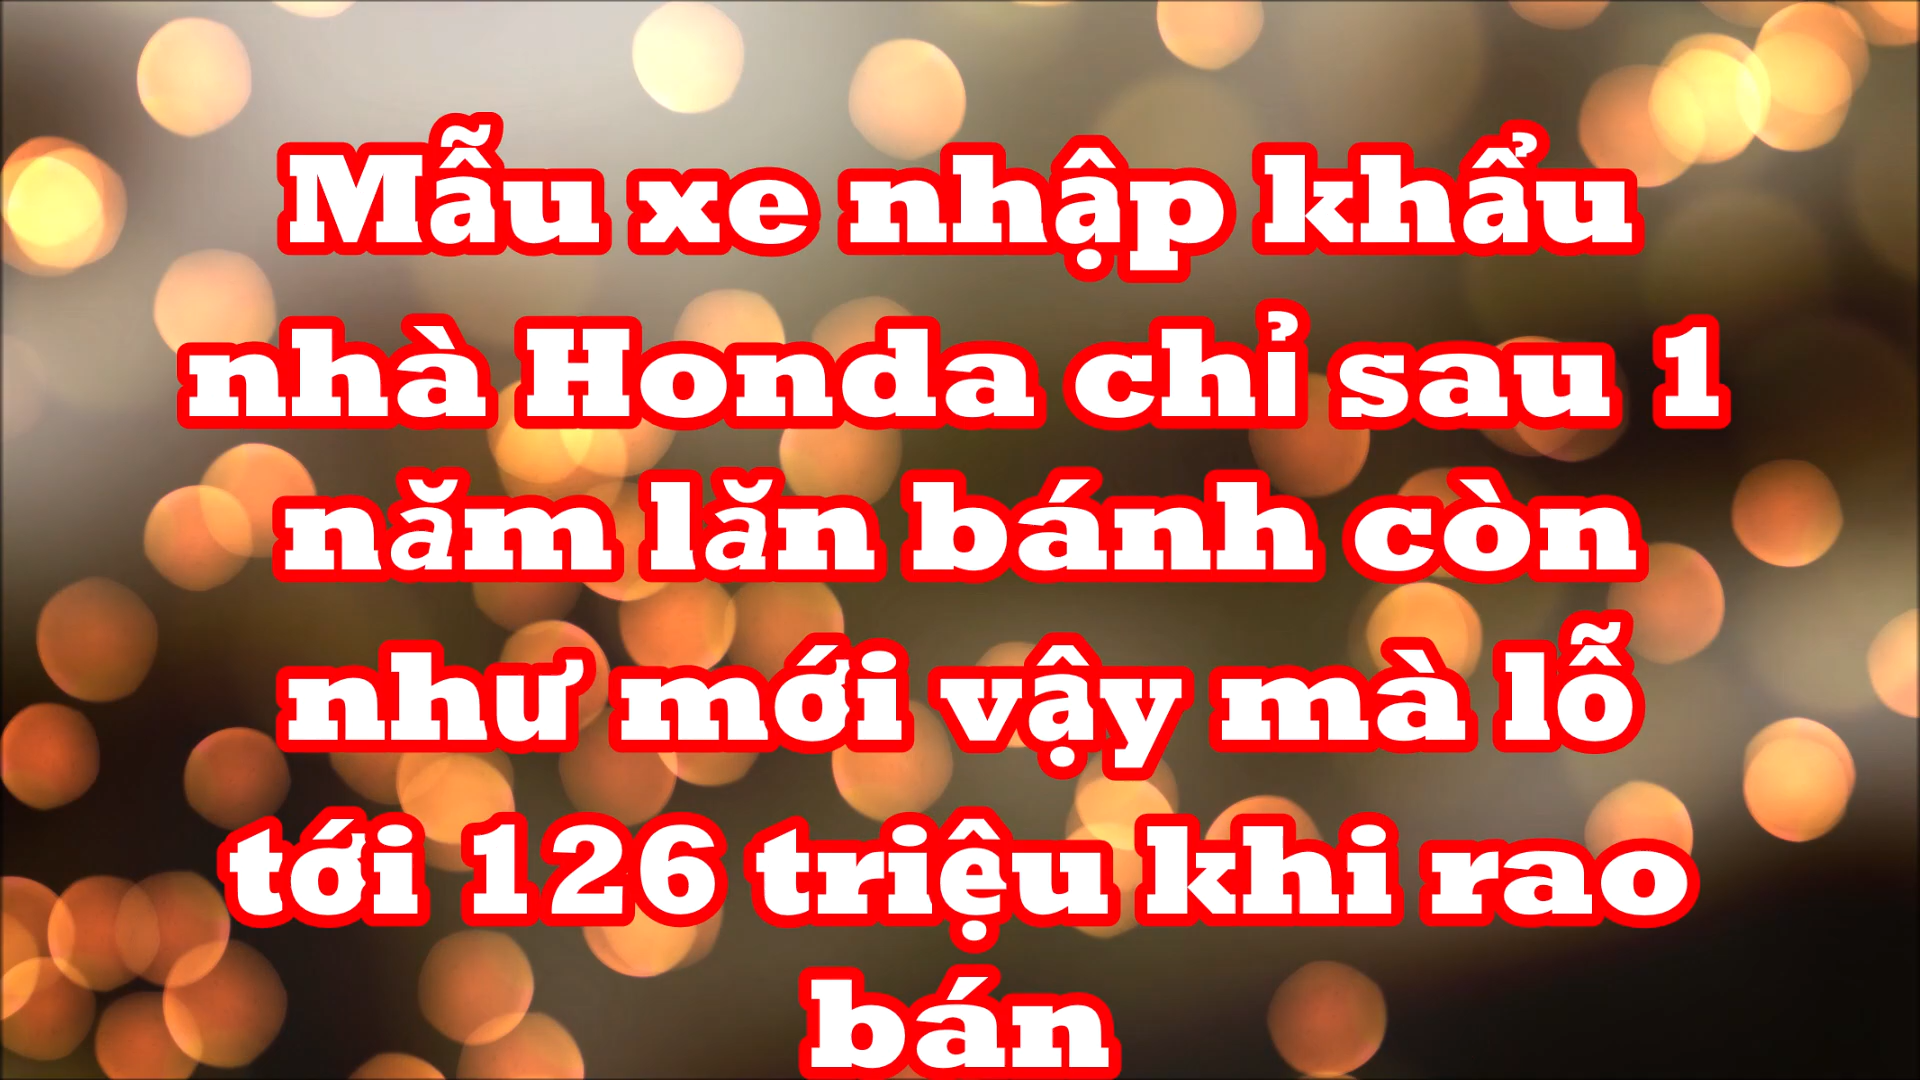 Mẫu xe nhập khẩu
nhà Honda chỉ sau 1
năm lăn bánh còn
như mới vậy mà lỗ
tới 126 triệu khi rao
bán